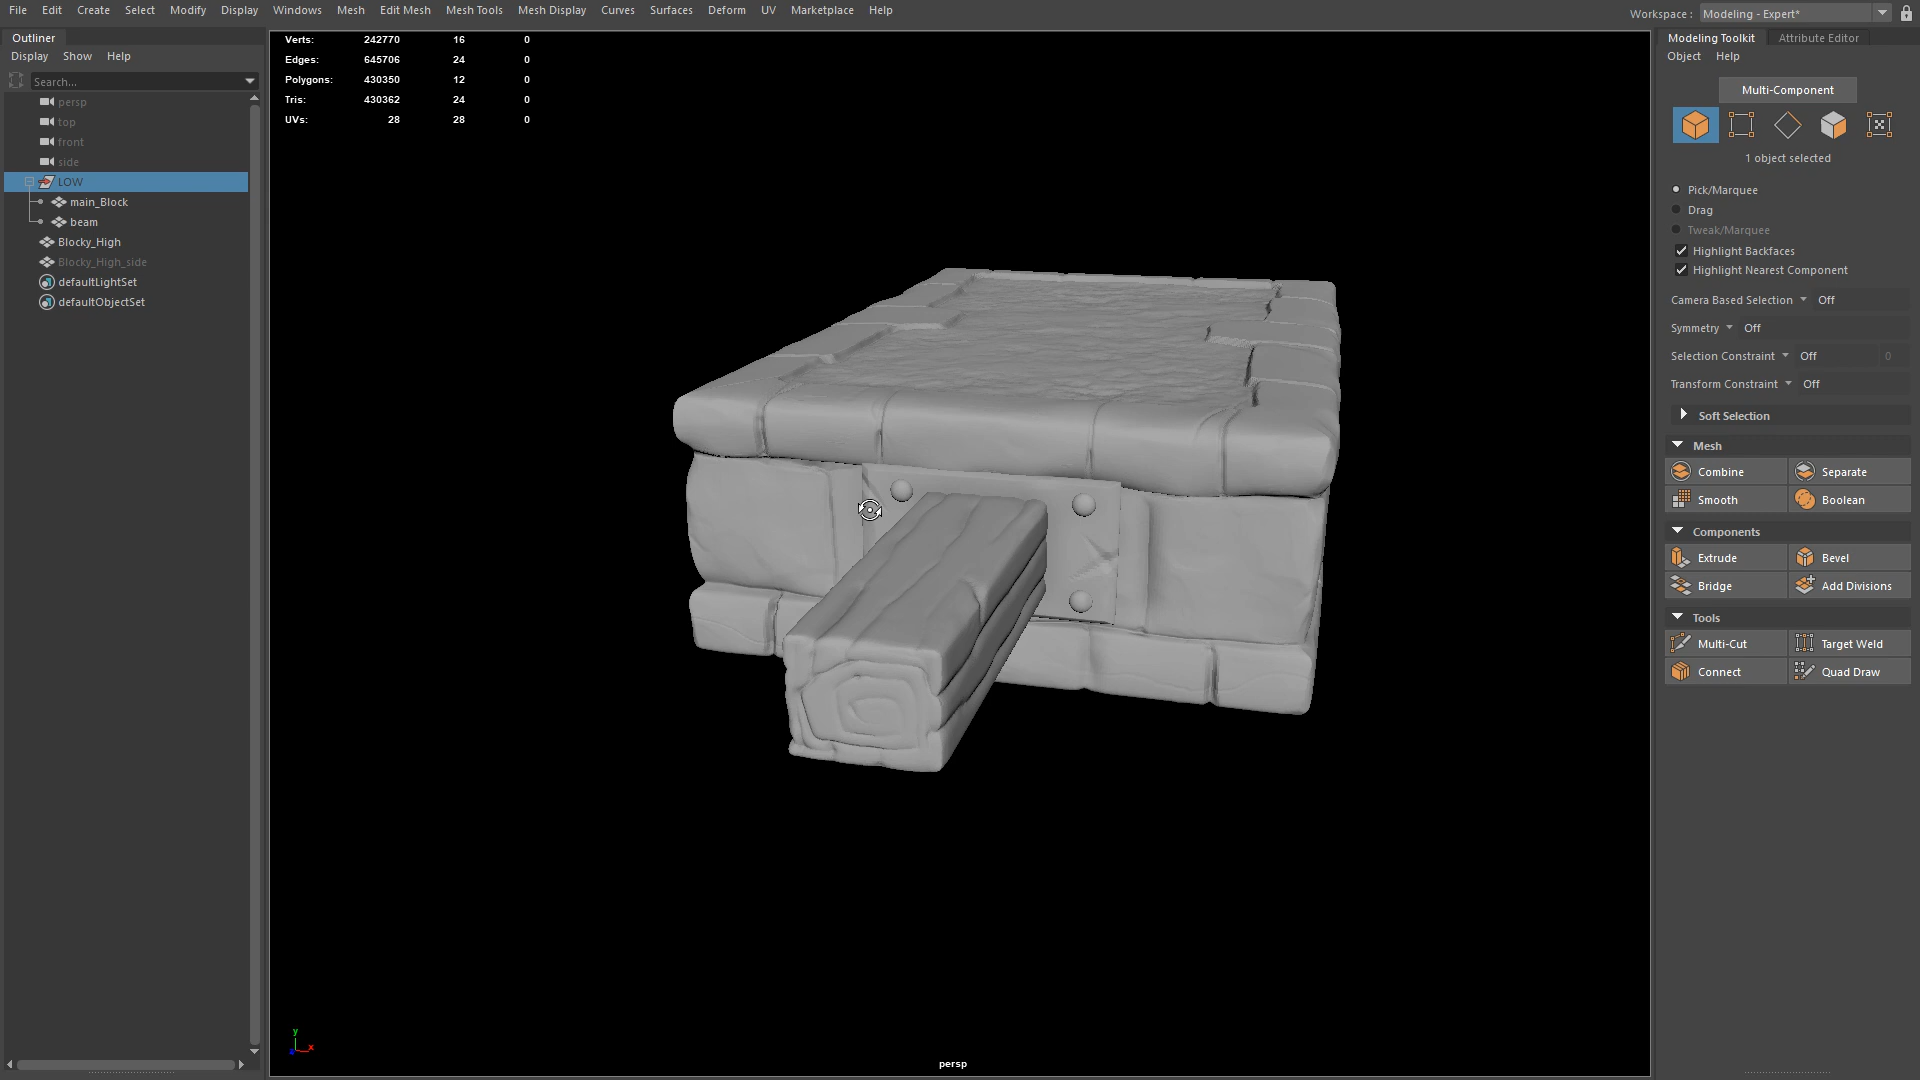 File Edit Create Select Modify Display Windows Mesh Edit Mesh Mesh Tools Mesh Display Curves Surfaces Deform UV Marketplace Help
Workspace : Modeling - Expert*
Outliner
Display Show Help
Search...
persp
top
front
side
LOW
main_Block
beam
Blocky_High
Blocky_High_side
defaultLightSet
defaultObjectSet
Verts: 242770 16 0
Edges: 645706 24 0
Polygons: 430350 12 0
Tris: 430362 24 0
UVs: 28 28 0
y
x
z
persp
Modeling Toolkit Attribute Editor
Object Help
Multi-Component
1 object selected
Pick/Marquee
Drag
Tweak/Marquee
Highlight Backfaces
Highlight Nearest Component
Camera Based Selection Off
Symmetry Off
Selection Constraint Off 0
Transform Constraint Off
Soft Selection
Mesh
Combine Separate
Smooth Boolean
Components
Extrude Bevel
Bridge Add Divisions
Tools
Multi-Cut Target Weld
Connect Quad Draw